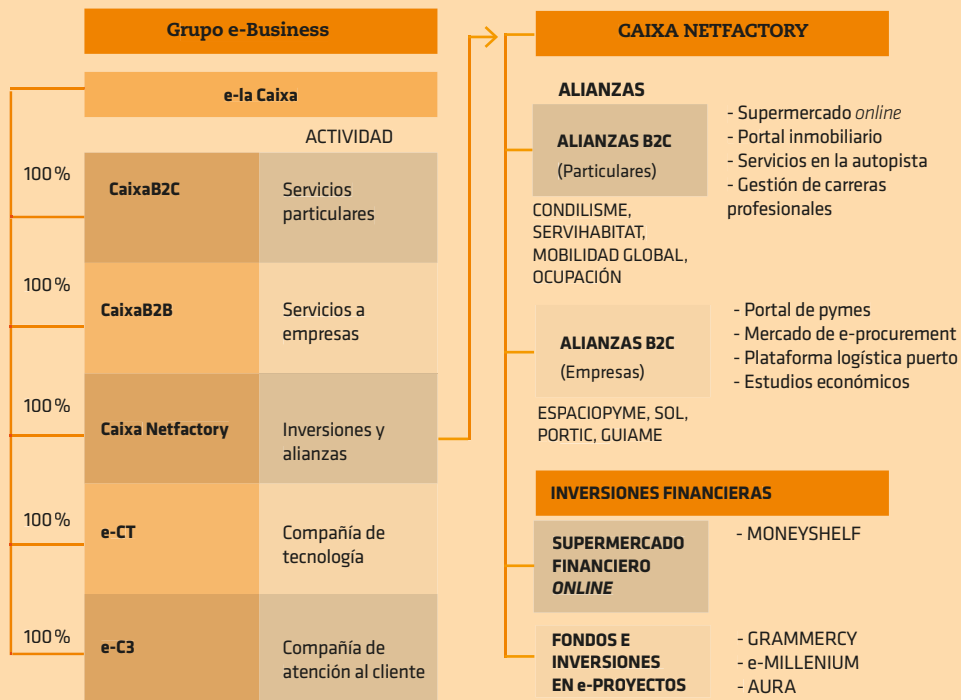 Grupo e-Business
e-la Caixa
ACTIVIDAD
100 %
CaixaB2C
Servicios
particulares
100 %
CaixaB2B
Servicios a
empresas
100 %
Caixa Netfactory
Inversiones y
alianzas
100 %
e-CT
Compañía de
tecnología
100 %
e-C3
Compañía de
atención al cliente
CAIXA NETFACTORY
ALIANZAS
ALIANZAS B2C
(Particulares)
- Supermercado online
- Portal inmobiliario
- Servicios en la autopista
- Gestión de carreras
profesionales
CONDILISME,
SERVIHABITAT,
MOBILIDAD GLOBAL,
OCUPACIÓN
ALIANZAS B2C
(Empresas)
- Portal de pymes
- Mercado de e-procurement
- Plataforma logística puerto
- Estudios económicos
ESPACIOPYME, SOL,
PORTIC, GUIAME
INVERSIONES FINANCIERAS
SUPERMERCADO
FINANCIERO
ONLINE
- MONEYSHELF
FONDOS E
INVERSIONES
EN e-PROYECTOS
- GRAMMERCY
- e-MILLENIUM
- AURA